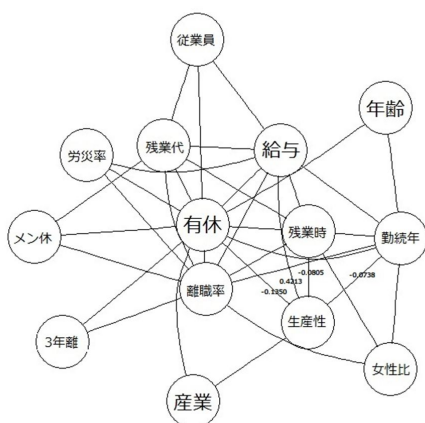 従業員
年齢
残業代
給与
労災率
有休
残業時
メン休
勤続年
-0.0805
-0.0738
0.4213
-0.1350
離職率
生産性
3年離
女性比
産業